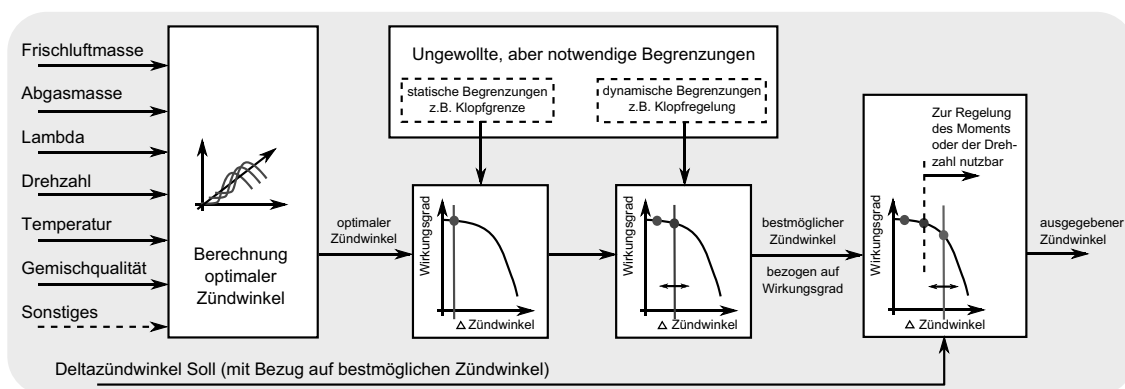 Frischluftmasse
Abgasmasse
Lambda
Drehzahl
Temperatur
Gemischqualität
Sonstiges
Berechnung
optimaler
Zündwinkel
optimaler
Zündwinkel
Ungewollte, aber notwendige Begrenzungen
statische Begrenzungen
z.B. Klopfgrenze
dynamische Begrenzungen
z.B. Klopfregelung
Wirkungsgrad
Δ Zündwinkel
Wirkungsgrad
Δ Zündwinkel
bestmöglicher
Zündwinkel
bezogen auf
Wirkungsgrad
Zur Regelung
des Moments
oder der Dreh-
zahl nutzbar
Wirkungsgrad
Δ Zündwinkel
ausgegebener
Zündwinkel
Deltazündwinkel Soll (mit Bezug auf bestmöglichen Zündwinkel)